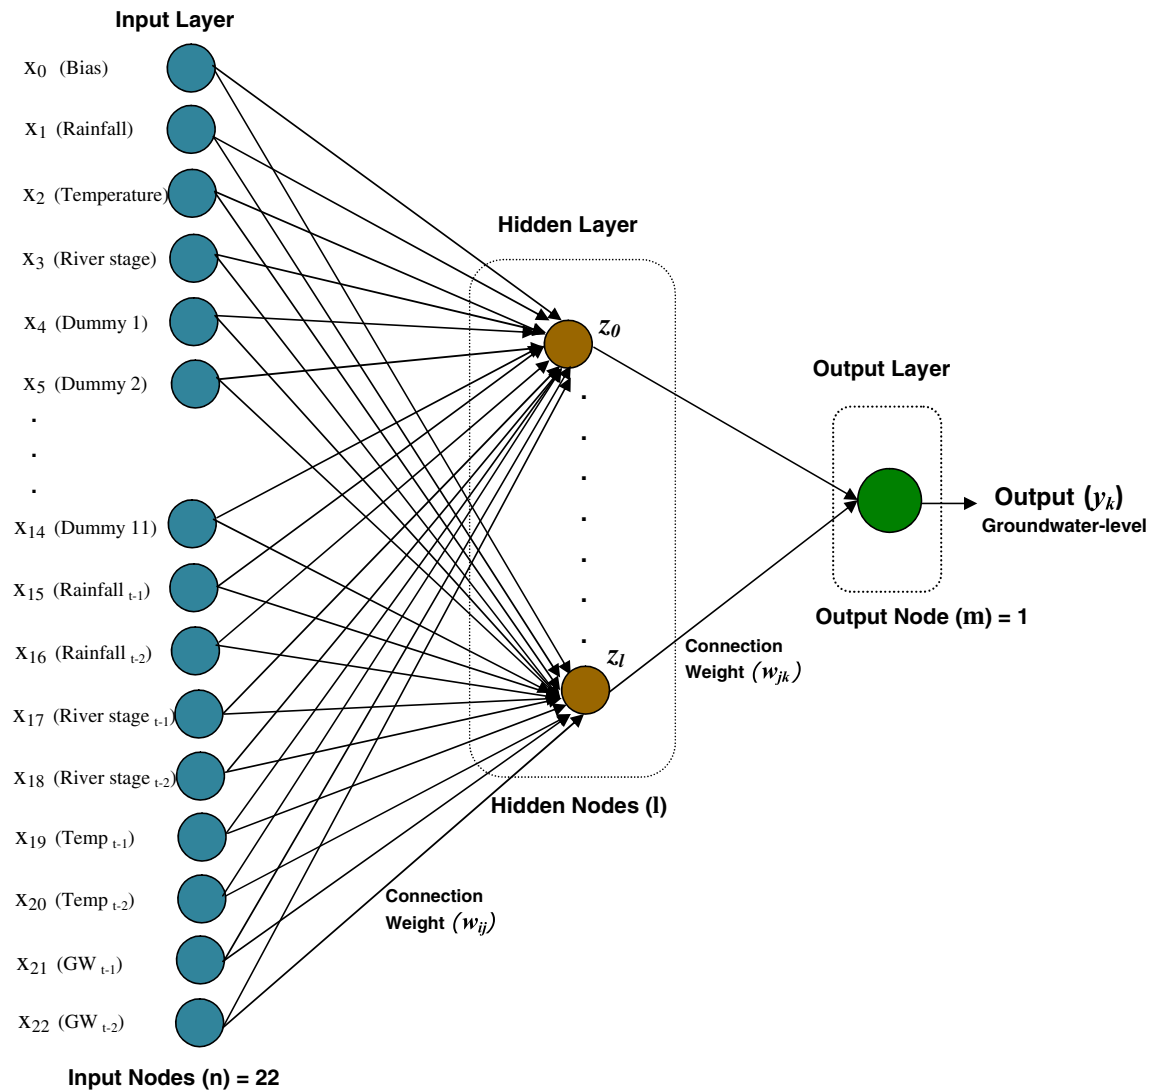 Input Layer
x0 (Bias)
x1 (Rainfall)
x2 (Temperature)
x3 (River stage)
x4 (Dummy 1)
x5 (Dummy 2)
.
.
.
x14 (Dummy 11)
x15 (Rainfall t-1)
x16 (Rainfall t-2)
x17 (River stage t-1)
x18 (River stage t-2)
x19 (Temp t-1)
x20 (Temp t-2)
x21 (GW t-1)
x22 (GW t-2)
Input Nodes (n) = 22
Connection
Weight (wij)
Hidden Layer
z0
.
.
.
.
.
.
.
zl
Hidden Nodes (l)
Connection
Weight (wjk)
Output Layer
Output Node (m) = 1
Output (yk)
Groundwater-level